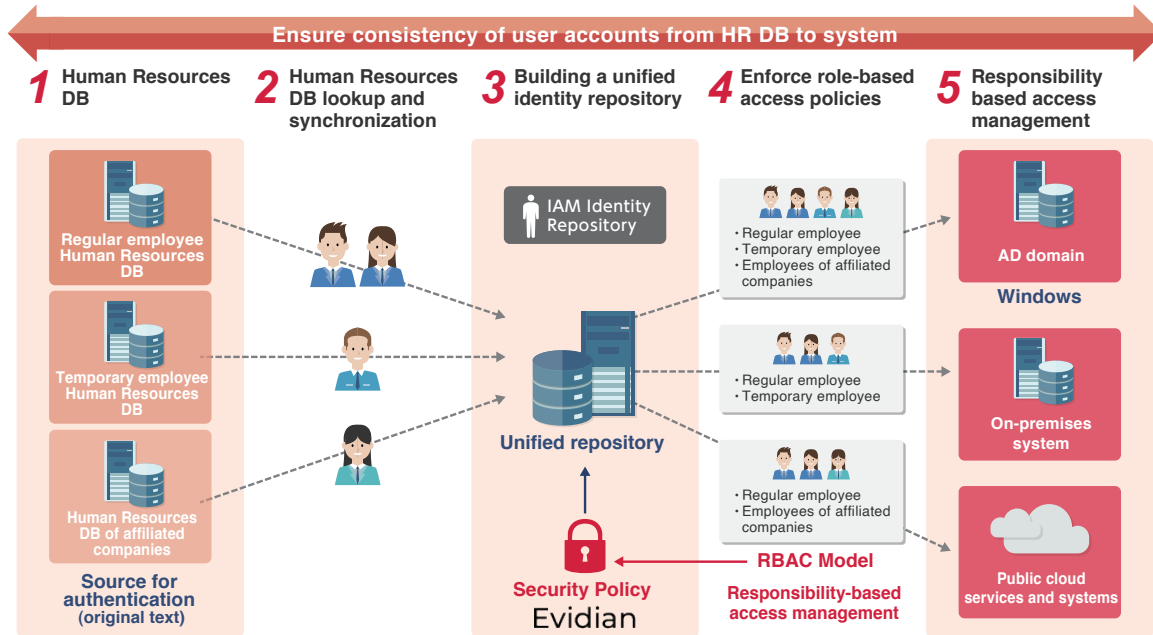 Ensure consistency of user accounts from HR DB to system
1 Human Resources
DB
2 Human Resources
DB lookup and
synchronization
3 Building a unified
identity repository
4 Enforce role-based
access policies
5 Responsibility
based access
management
Regular employee
Human Resources
DB
Temporary employee
Human Resources
DB
Human Resources
DB of affiliated
companies
Source for
authentication
(original text)
IAM Identity
Repository
Unified repository
Security Policy
Evidian
・Regular employee
・Temporary employee
・Employees of affiliated
companies
・Regular employee
・Temporary employee
・Regular employee
・Employees of affiliated
companies
RBAC Model
Responsibility-based
access management
AD domain
Windows
On-premises
system
Public cloud
services and systems